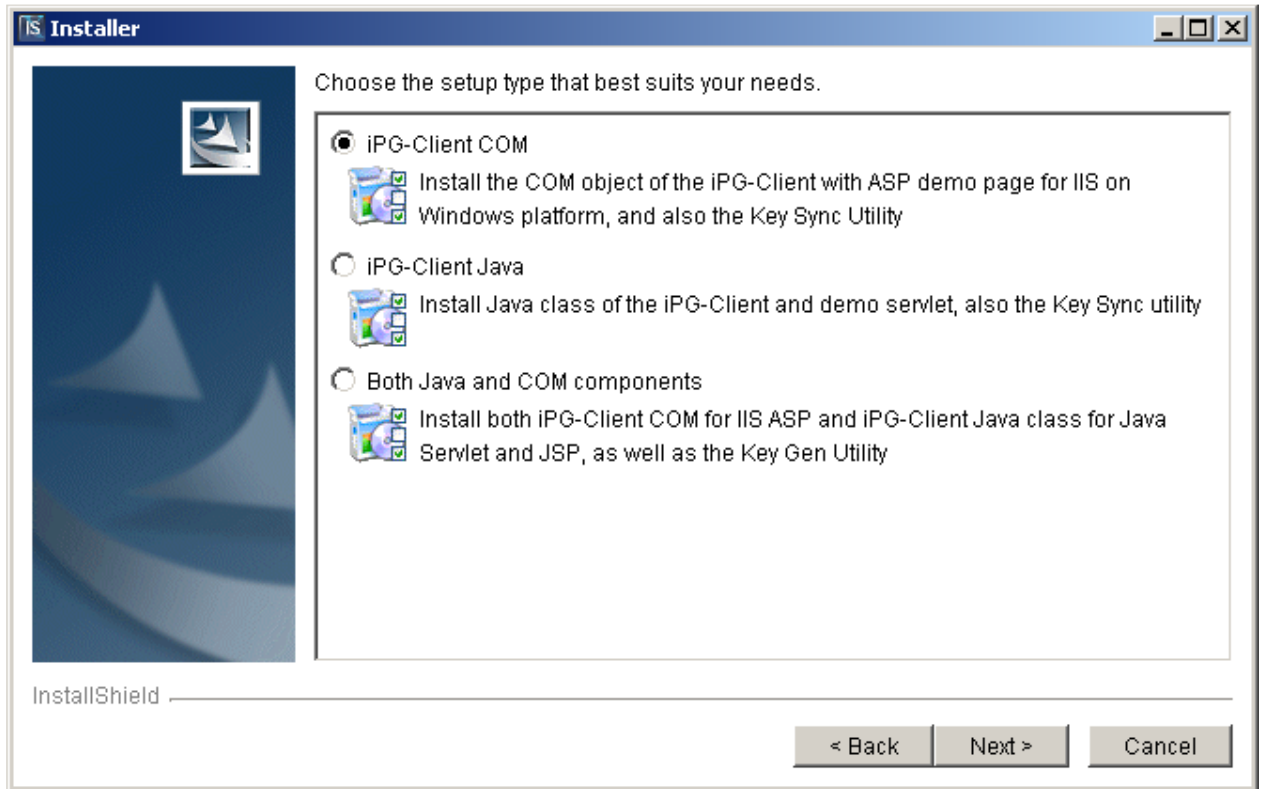 IS Installer
Choose the setup type that best suits your needs.
iPG-Client COM
Install the COM object of the iPG-Client with ASP demo page for IIS on
Windows platform, and also the Key Sync Utility
iPG-Client Java
Install Java class of the iPG-Client and demo servlet, also the Key Sync utility
Both Java and COM components
Install both iPG-Client COM for IIS ASP and iPG-Client Java class for Java
Servlet and JSP, as well as the Key Gen Utility
InstallShield
< Back Next > Cancel